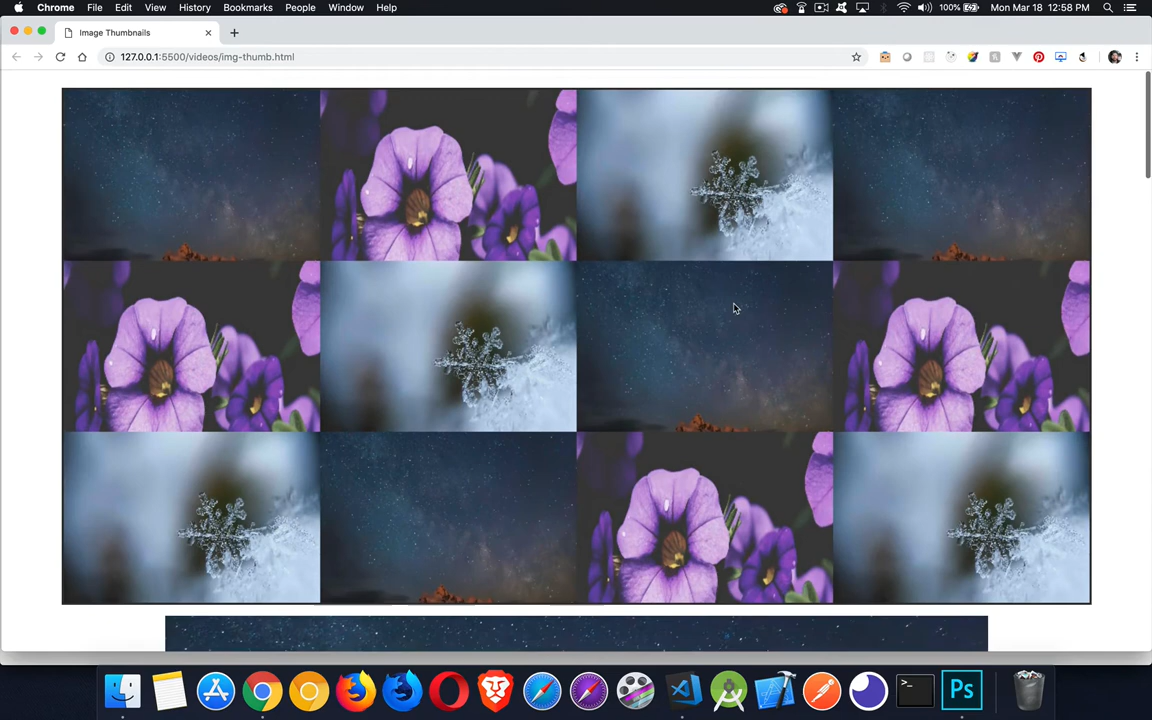 Chrome File Edit View History Bookmarks People Window Help 100% Mon Mar 18 12:58 PM
Image Thumbnails
127.0.0.1:5500/videos/img-thumb.html
>_ Ps